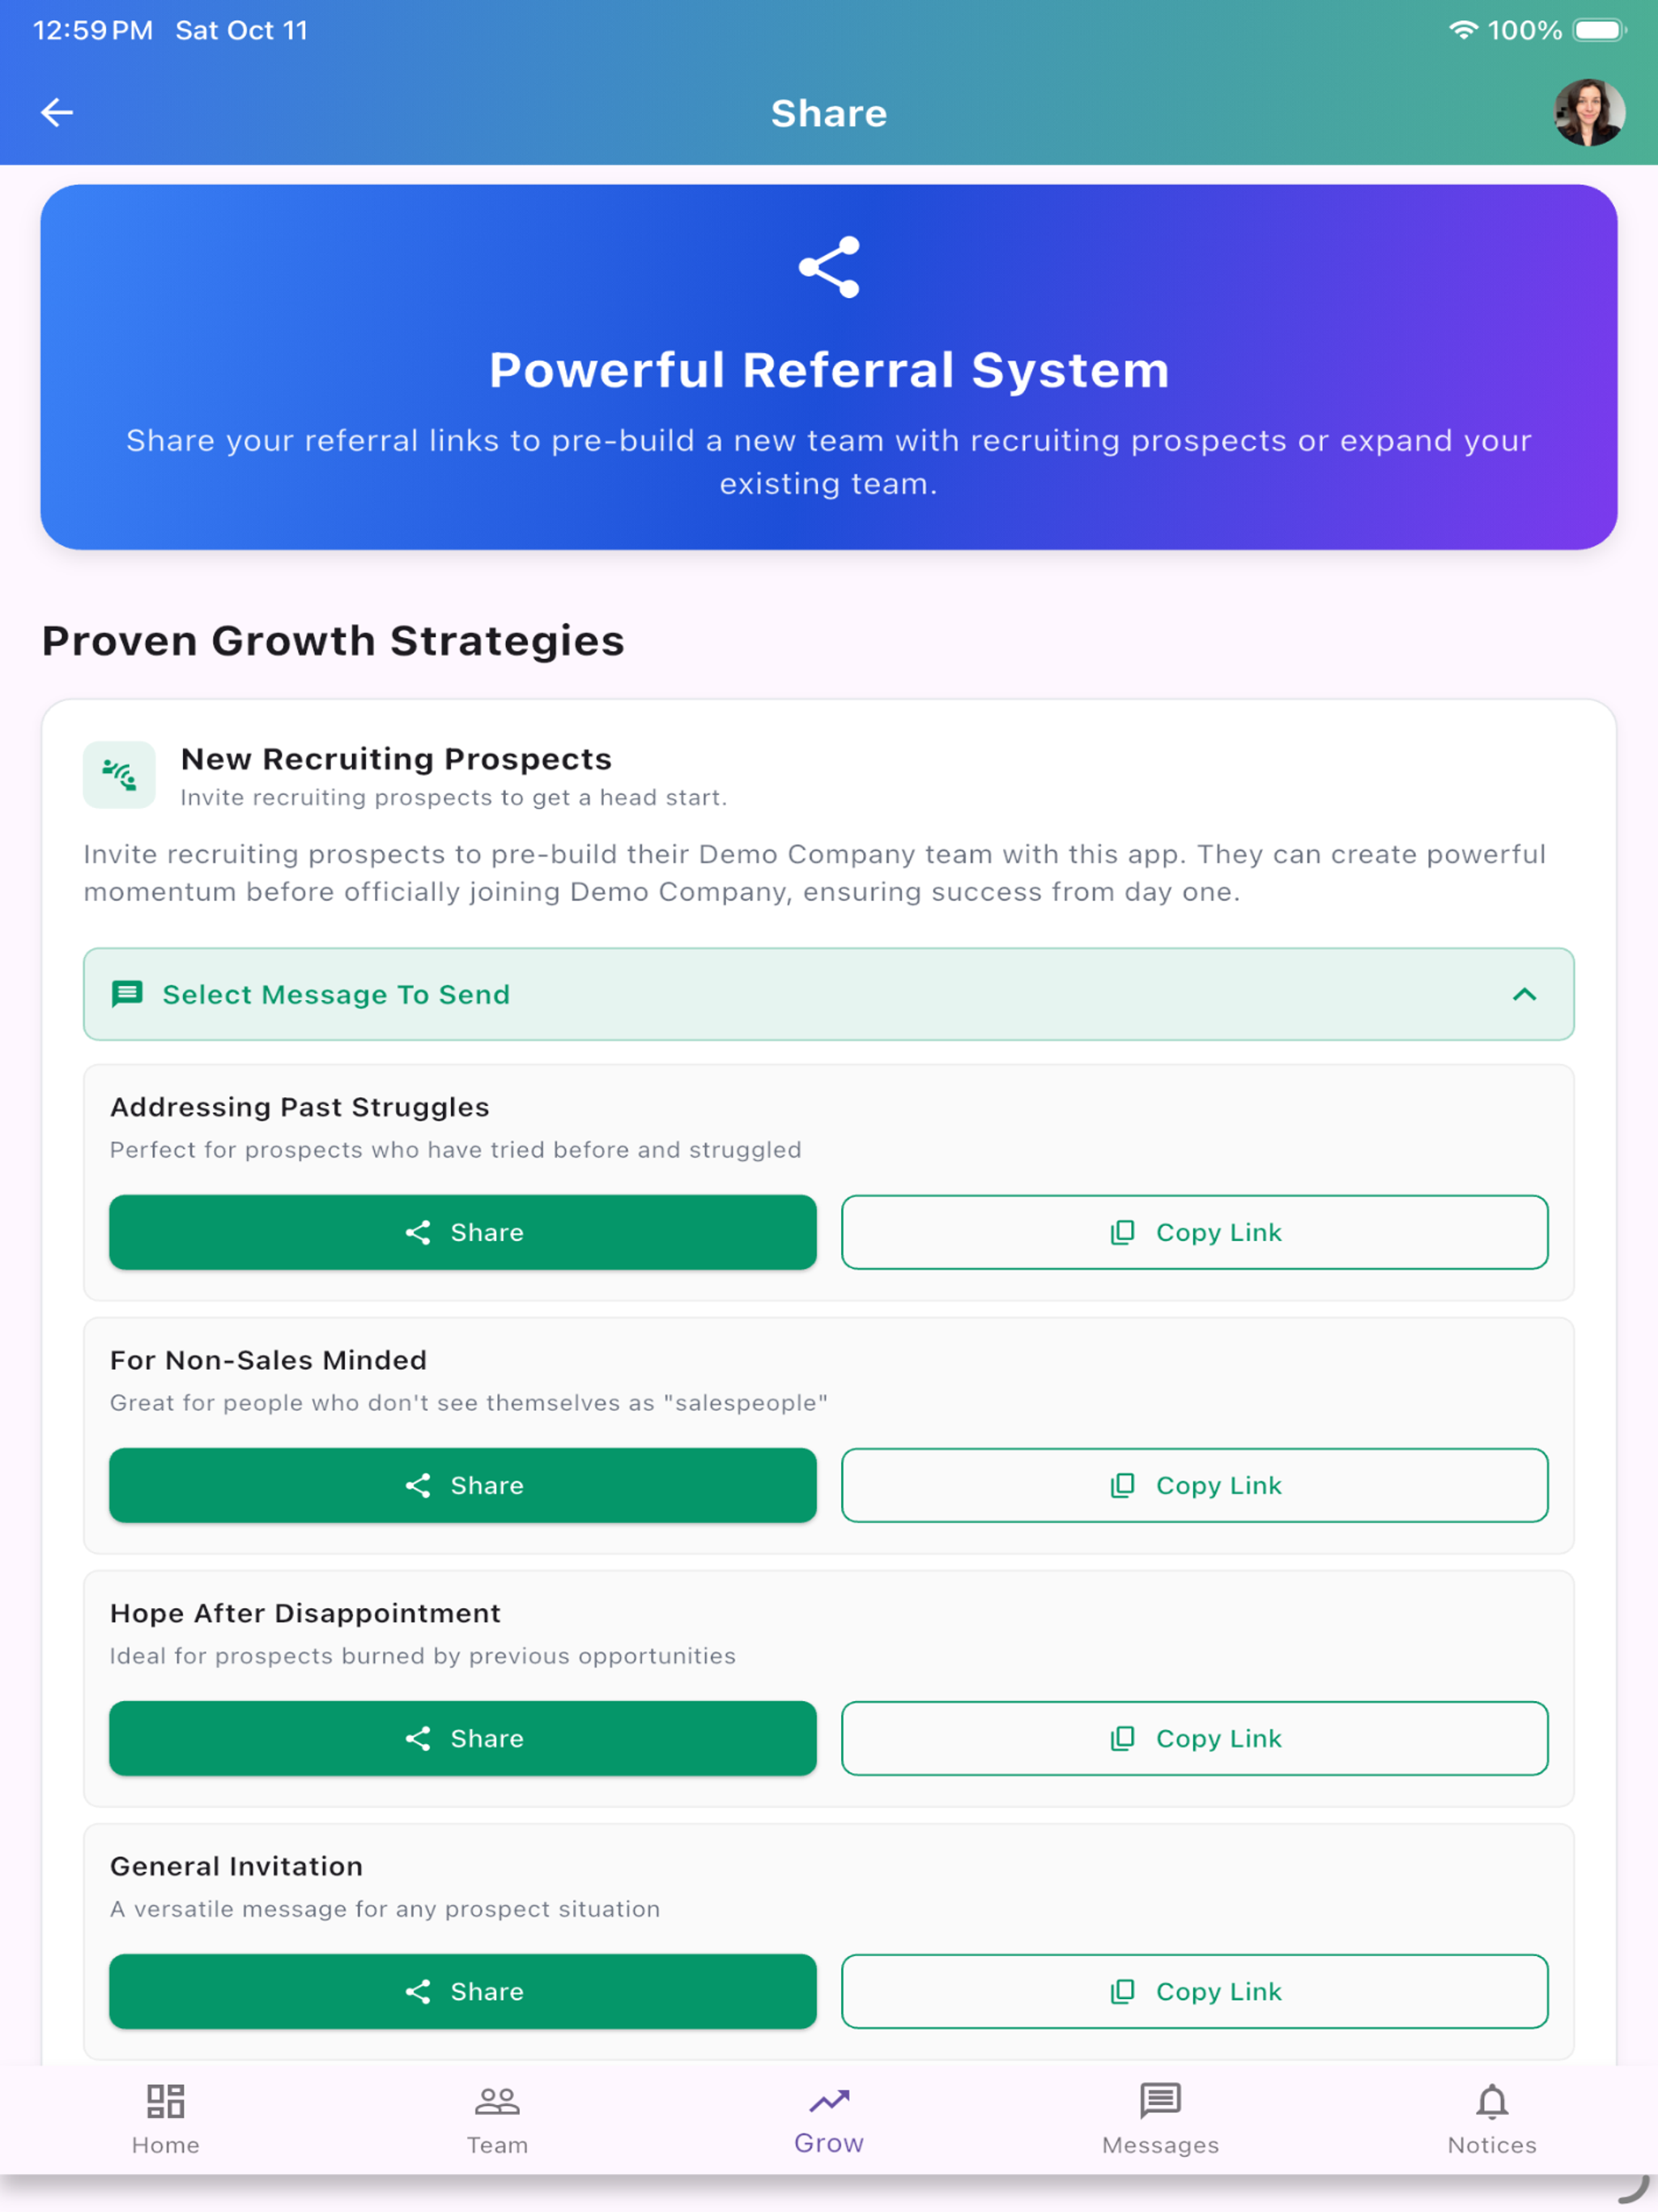 12:59 PM Sat Oct 11
100%
Share
Powerful Referral System
Share your referral links to pre-build a new team with recruiting prospects or expand your
existing team.
Proven Growth Strategies
New Recruiting Prospects
Invite recruiting prospects to get a head start.
Invite recruiting prospects to pre-build their Demo Company team with this app. They can create powerful
momentum before officially joining Demo Company, ensuring success from day one.
Select Message To Send
Addressing Past Struggles
Perfect for prospects who have tried before and struggled
Share
Copy Link
For Non-Sales Minded
Great for people who don't see themselves as "salespeople"
Share
Copy Link
Hope After Disappointment
Ideal for prospects burned by previous opportunities
Share
Copy Link
General Invitation
A versatile message for any prospect situation
Share
Copy Link
Home
Team
Grow
Messages
Notices